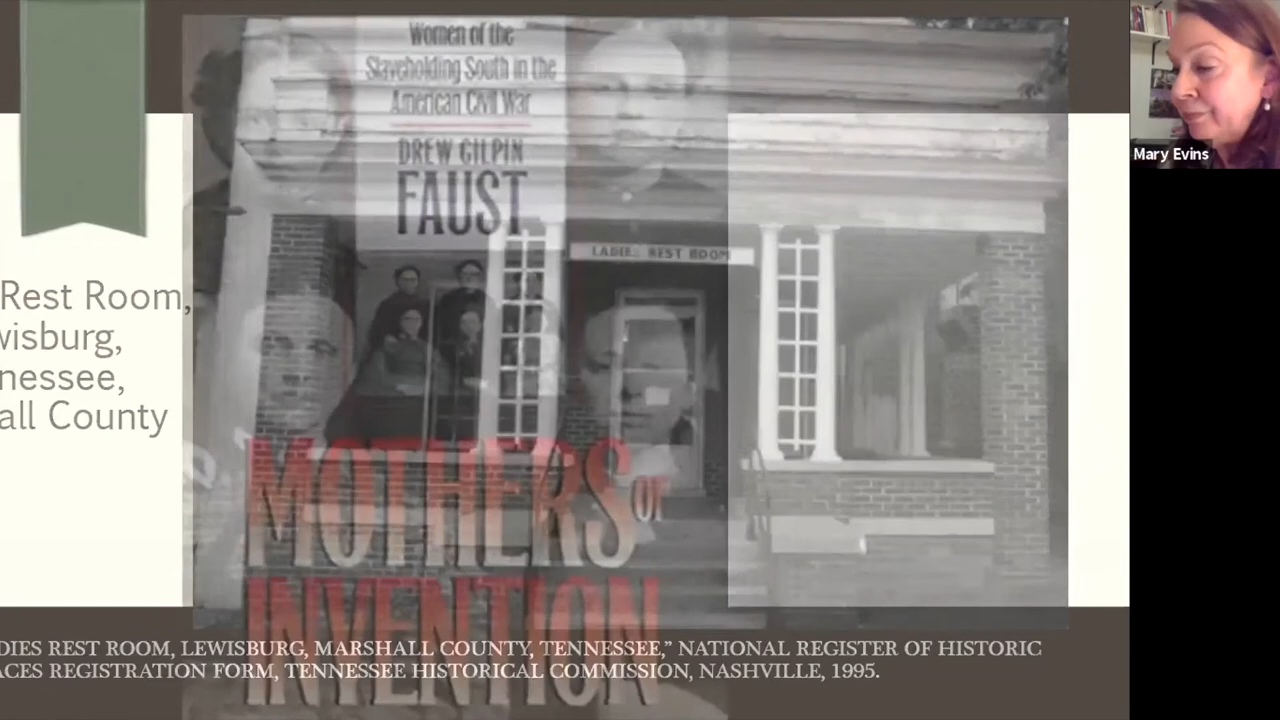 Women of the
Slaveholding South in the
American Civil War
DREW GILPIN
FAUST
LADIES REST ROOM
Mary Evins
Rest Room,
wisburg,
nessee,
all County
MOTHERS OF
INVENTION
DIES REST ROOM, LEWISBURG, MARSHALL COUNTY, TENNESSEE,” NATIONAL REGISTER OF HISTORIC
ACES REGISTRATION FORM, TENNESSEE HISTORICAL COMMISSION, NASHVILLE, 1995.